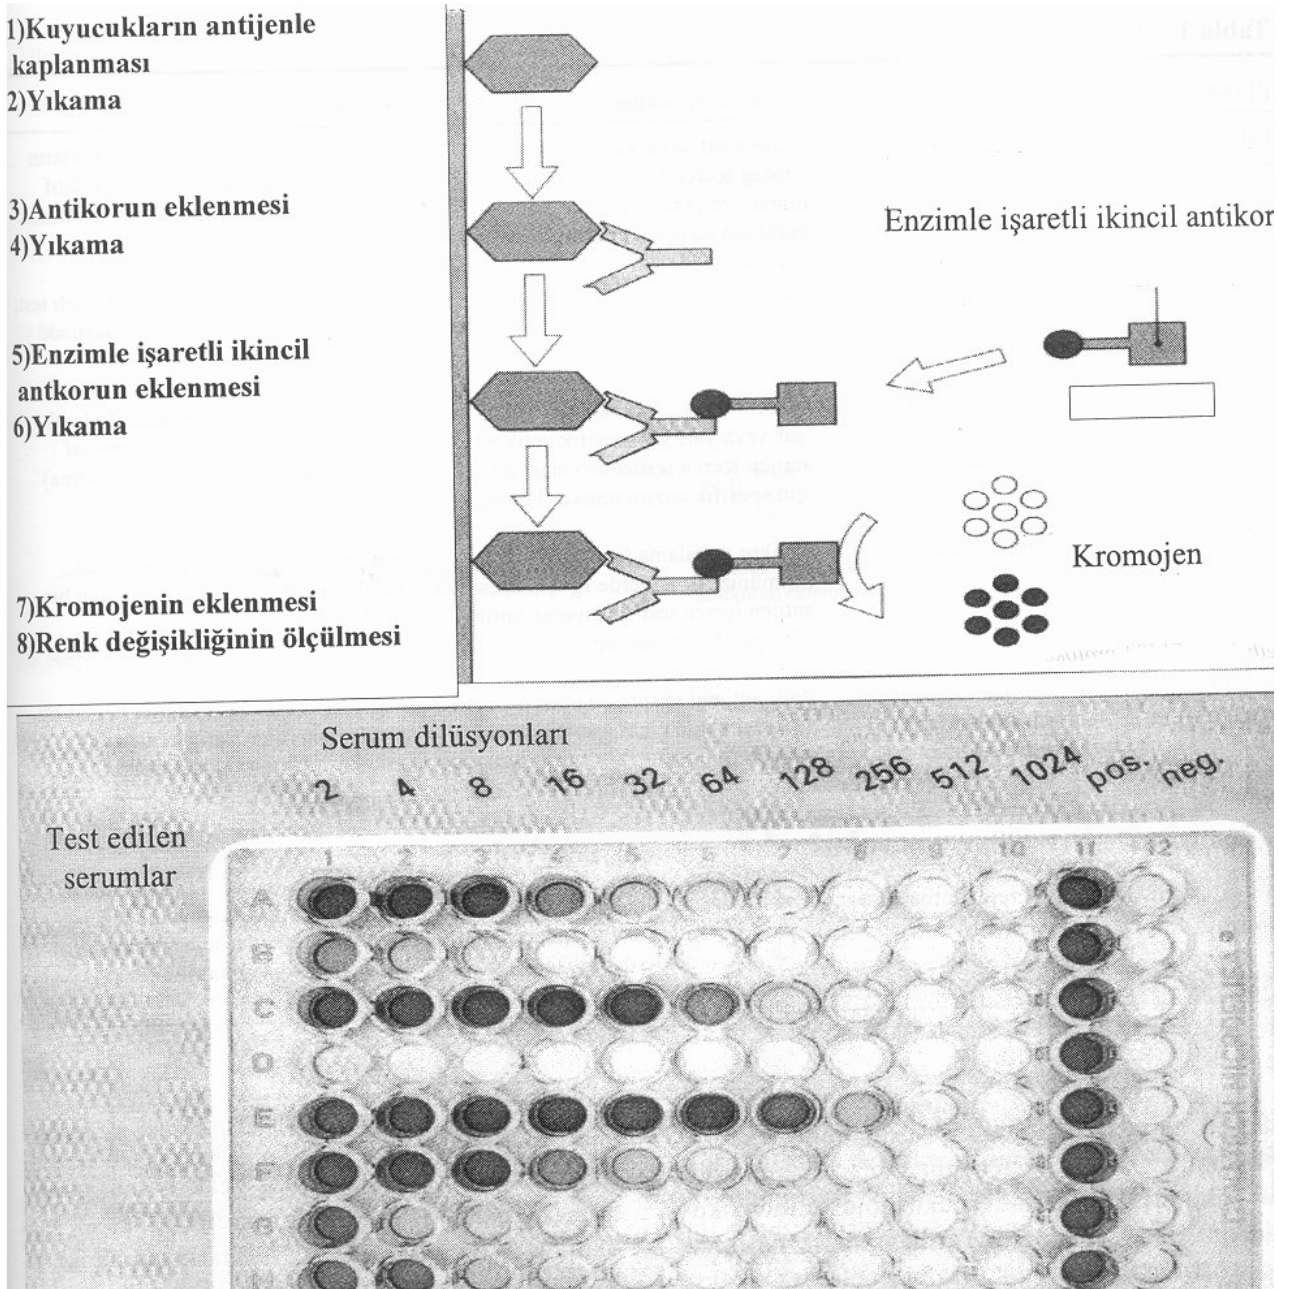 1)Kuyucukların antijenle
kaplanması
2)Yıkama
3)Antikorun eklenmesi
4)Yıkama
Enzimle işaretli ikincil antikor
5)Enzimle işaretli ikincil
antkorun eklenmesi
6)Yıkama
Kromojen
7)Kromojenin eklenmesi
8)Renk değişikliğinin ölçülmesi
Serum dilüsyonları
2 4 8 16 32 64 128 256 512 1024 pos. neg.
Test edilen
serumlar
1 2 3 4 5 6 7 8 9 10 11 12
A
B
C
D
E
F
G
H